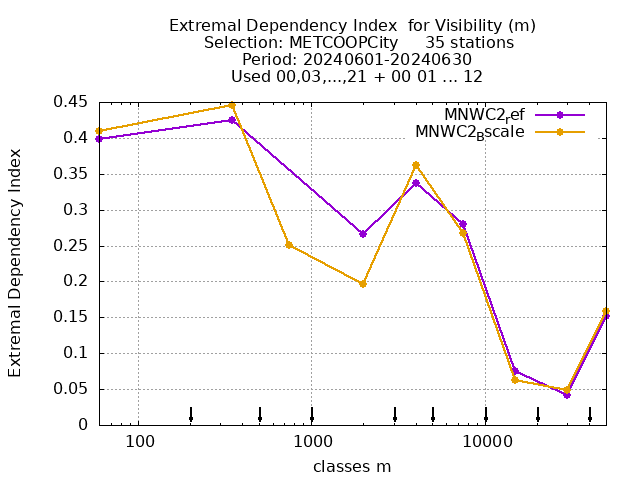 Extremal Dependency Index  for Visibility (m)
Selection: METCOOPCity     35 stations
Period: 20240601-20240630
Used 00,03,...,21 + 00 01 ... 12
MNWC2ref
MNWC2Bscale
Extremal Dependency Index
0.45
0.4
0.35
0.3
0.25
0.2
0.15
0.1
0.05
0
100 1000 10000
classes m